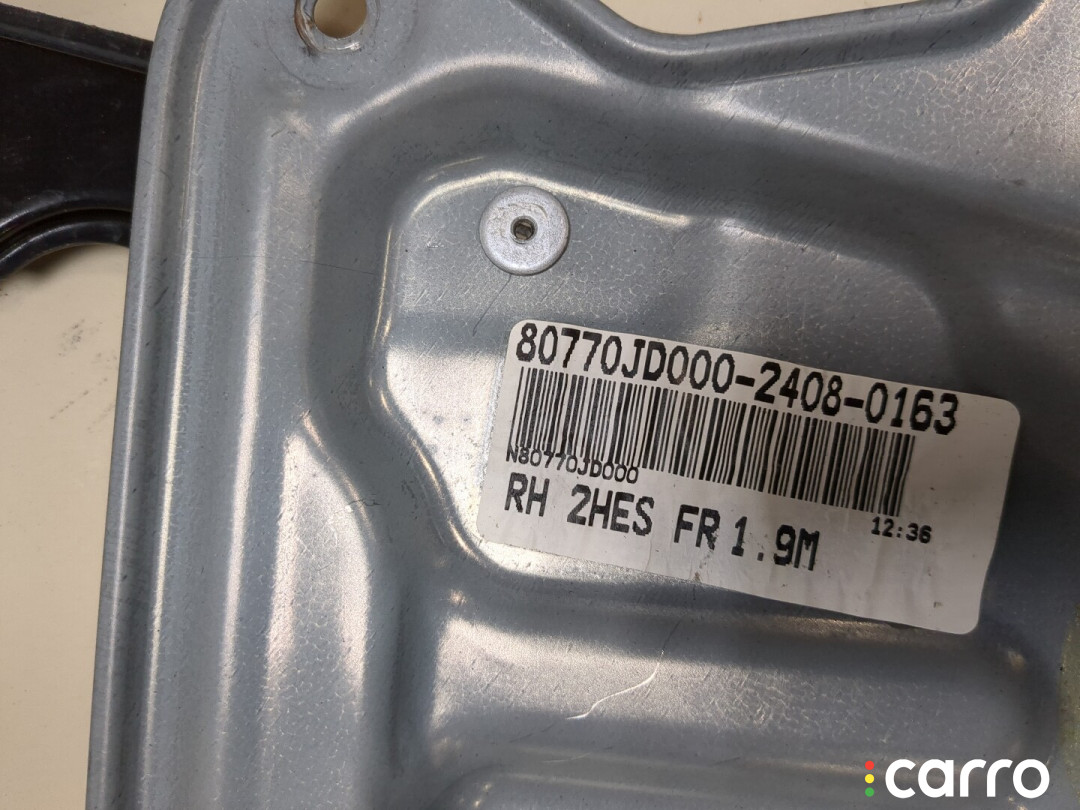 80770JD000-2408-0163
N80770JD000
12:36
RH 2HES FR 1.9M
carro